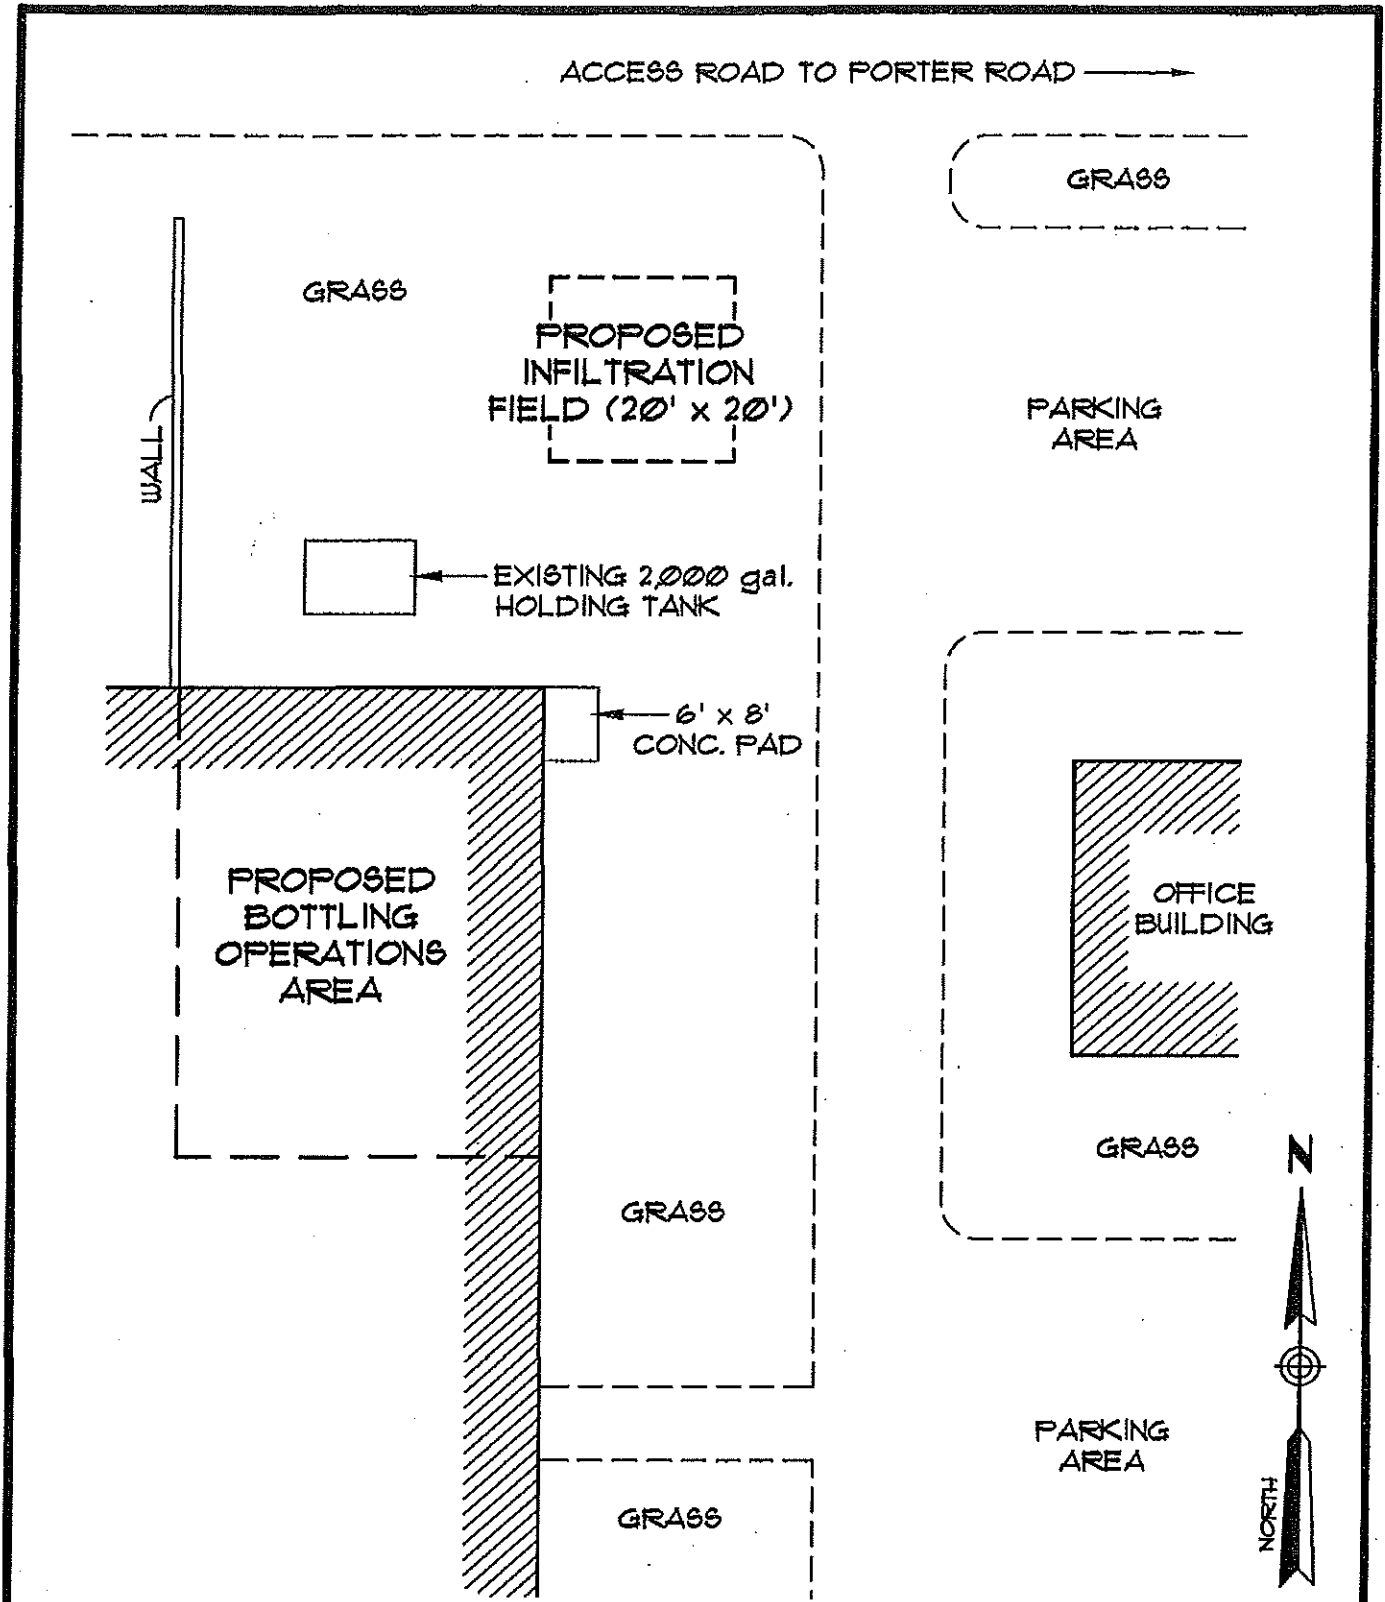 ACCESS ROAD TO PORTER ROAD
GRASS
GRASS
PROPOSED
INFILTRATION
FIELD (20' x 20')
PARKING
AREA
WALL
EXISTING 2,000 gal.
HOLDING TANK
6' x 8'
CONC. PAD
PROPOSED
BOTTLING
OPERATIONS
AREA
OFFICE
BUILDING
GRASS
N
GRASS
PARKING
AREA
NORTH
GRASS